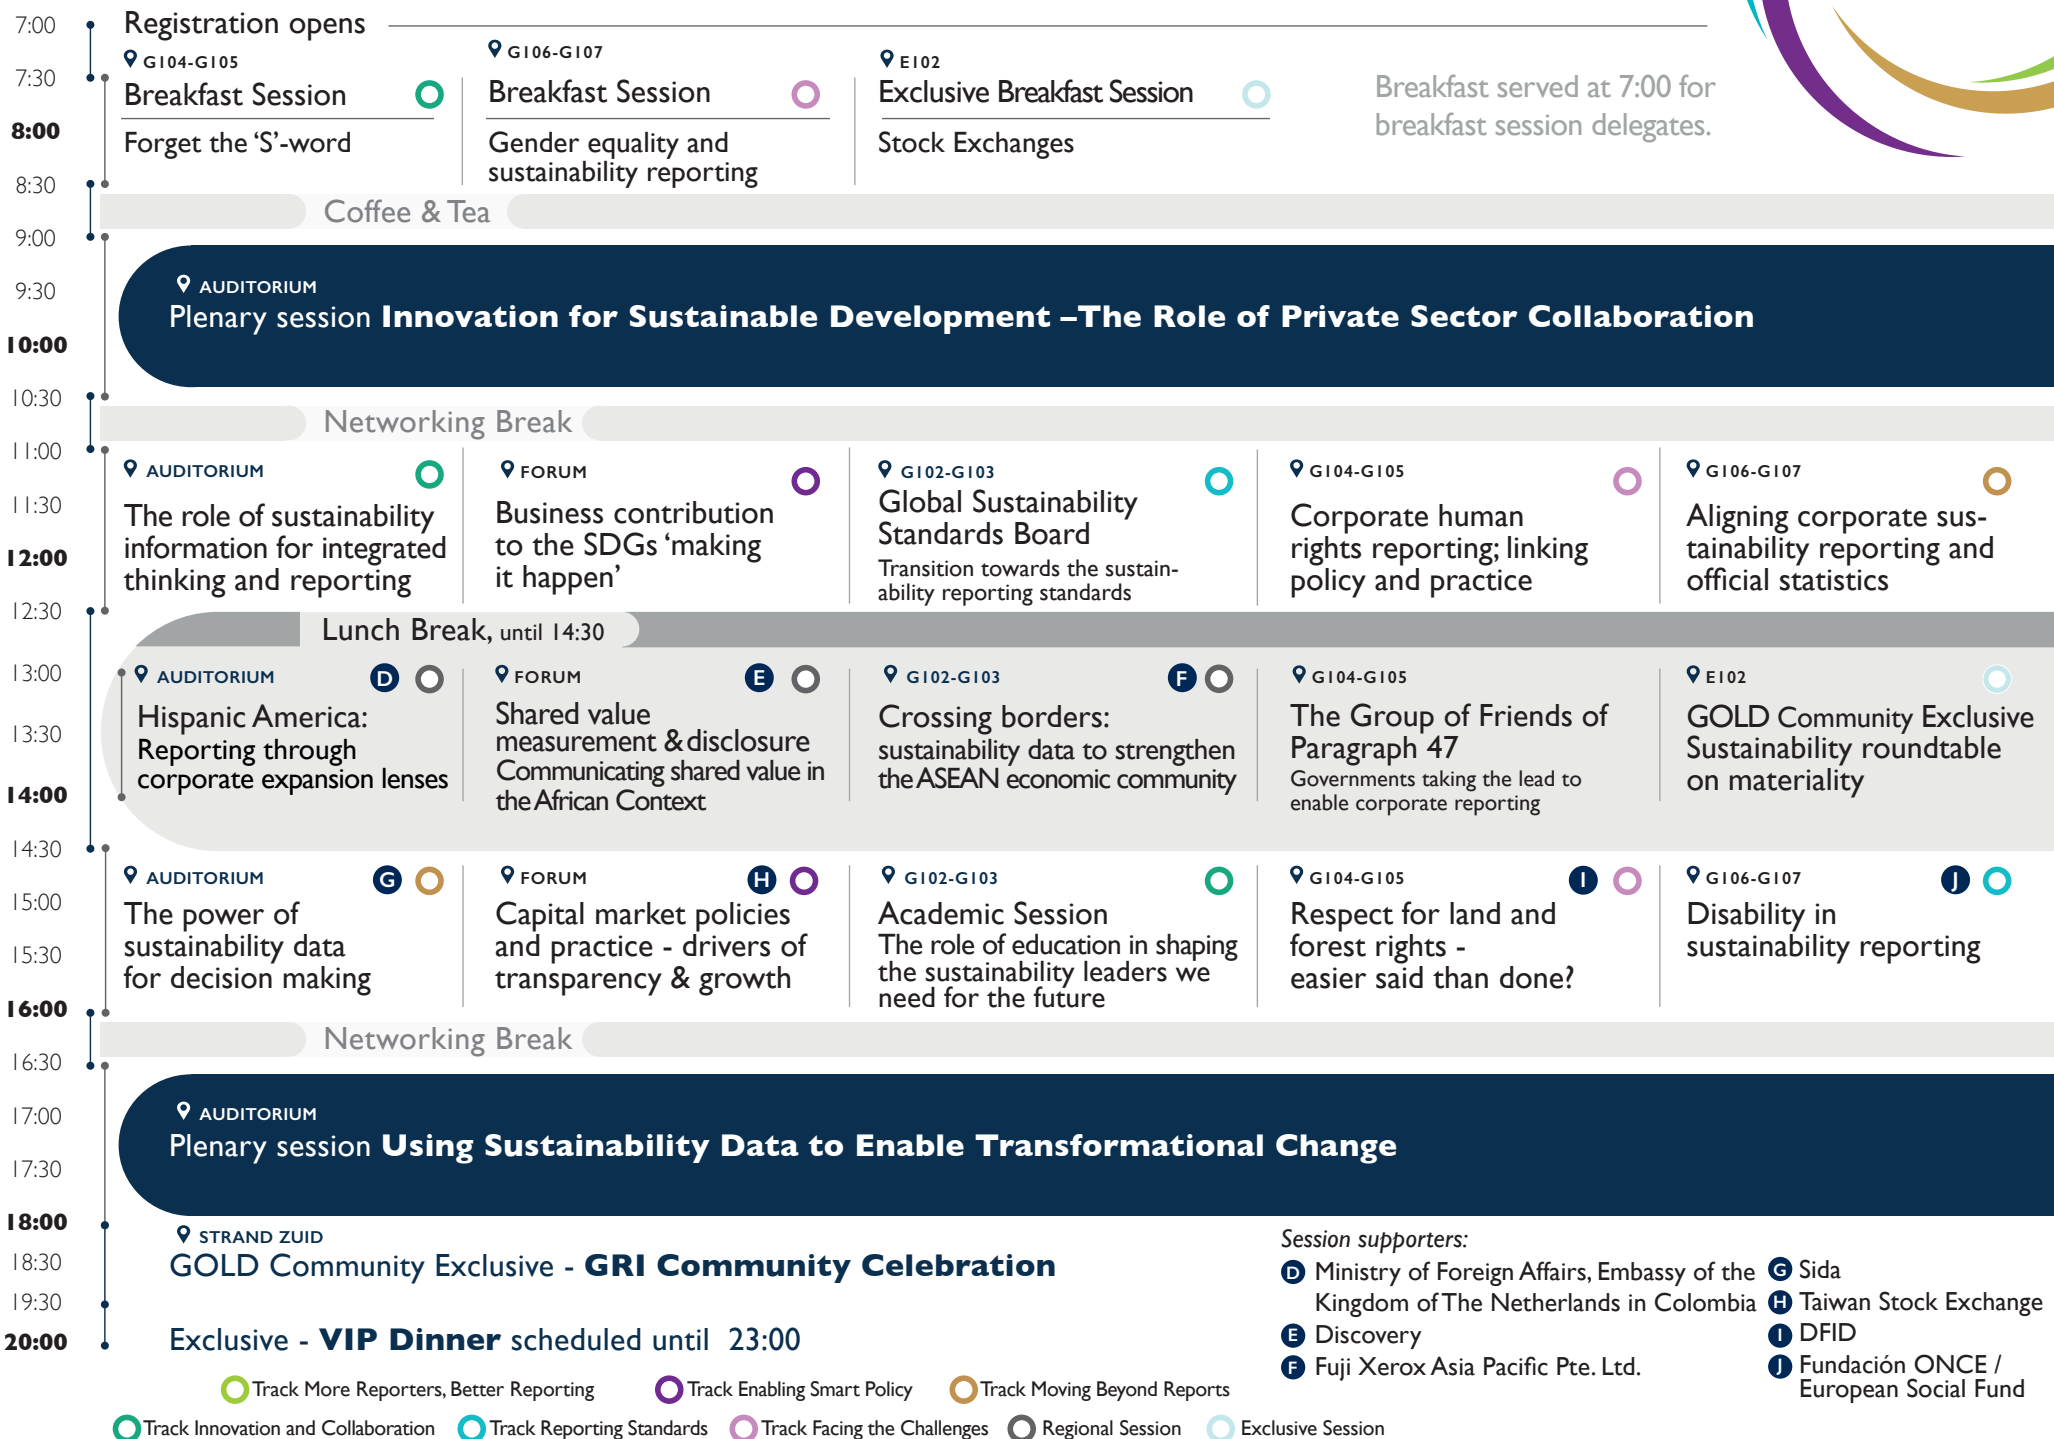 7:00
Registration opens
G104-G105
G106-G107
E102
7:30
Breakfast Session
Breakfast Session
Exclusive Breakfast Session
Breakfast served at 7:00 for
breakfast session delegates.
8:00
Forget the ‘S’-word
Gender equality and
sustainability reporting
Stock Exchanges
8:30
Coffee & Tea
9:00
9:30
AUDITORIUM
Plenary session Innovation for Sustainable Development –The Role of Private Sector Collaboration
10:00
10:30
Networking Break
11:00
11:30
12:00
AUDITORIUM
The role of sustainability
information for integrated
thinking and reporting
FORUM
Business contribution
to the SDGs ‘making
it happen’
G102-G103
Global Sustainability
Standards Board
Transition towards the sustain-
ability reporting standards
G104-G105
Corporate human
rights reporting; linking
policy and practice
G106-G107
Aligning corporate sus-
tainability reporting and
official statistics
12:30
Lunch Break, until 14:30
13:00
13:30
14:00
AUDITORIUM
D
Hispanic America:
Reporting through
corporate expansion lenses
FORUM
E
Shared value
measurement & disclosure
Communicating shared value in
the African Context
G102-G103
F
Crossing borders:
sustainability data to strengthen
the ASEAN economic community
G104-G105
The Group of Friends of
Paragraph 47
Governments taking the lead to
enable corporate reporting
E102
GOLD Community Exclusive
Sustainability roundtable
on materiality
14:30
15:00
15:30
16:00
AUDITORIUM
G
The power of
sustainability data
for decision making
FORUM
H
Capital market policies
and practice - drivers of
transparency & growth
G102-G103
Academic Session
The role of education in shaping
the sustainability leaders we
need for the future
G104-G105
I
Respect for land and
forest rights -
easier said than done?
G106-G107
J
Disability in
sustainability reporting
Networking Break
16:30
17:00
AUDITORIUM
Plenary session Using Sustainability Data to Enable Transformational Change
17:30
18:00
STRAND ZUID
18:30
GOLD Community Exclusive - GRI Community Celebration
19:30
20:00
Exclusive - VIP Dinner scheduled until 23:00
Session supporters:
D Ministry of Foreign Affairs, Embassy of the
Kingdom of The Netherlands in Colombia
E Discovery
F Fuji Xerox Asia Pacific Pte. Ltd.
G Sida
H Taiwan Stock Exchange
I DFID
J Fundación ONCE /
European Social Fund
Track More Reporters, Better Reporting
Track Enabling Smart Policy
Track Moving Beyond Reports
Track Innovation and Collaboration
Track Reporting Standards
Track Facing the Challenges
Regional Session
Exclusive Session